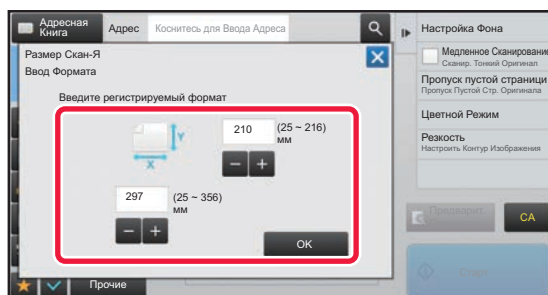 Адресная Книга
Адрес
Коснитесь для Ввода Адреса
Размер Скан-Я
Ввод Формата
Введите регистрируемый формат
Y
X
210
(25 ~ 216)
мм
297
(25 ~ 356)
мм
OK
Прочие
Настройка Фона
Медленное Сканирование
Сканир. Тонкий Оригинал
Пропуск пустой страници
Пропуск Пустой Стр. Оригинала
Цветной Режим
Резкость
Настроить Контур Изображения
Предварит.
CA
Старт